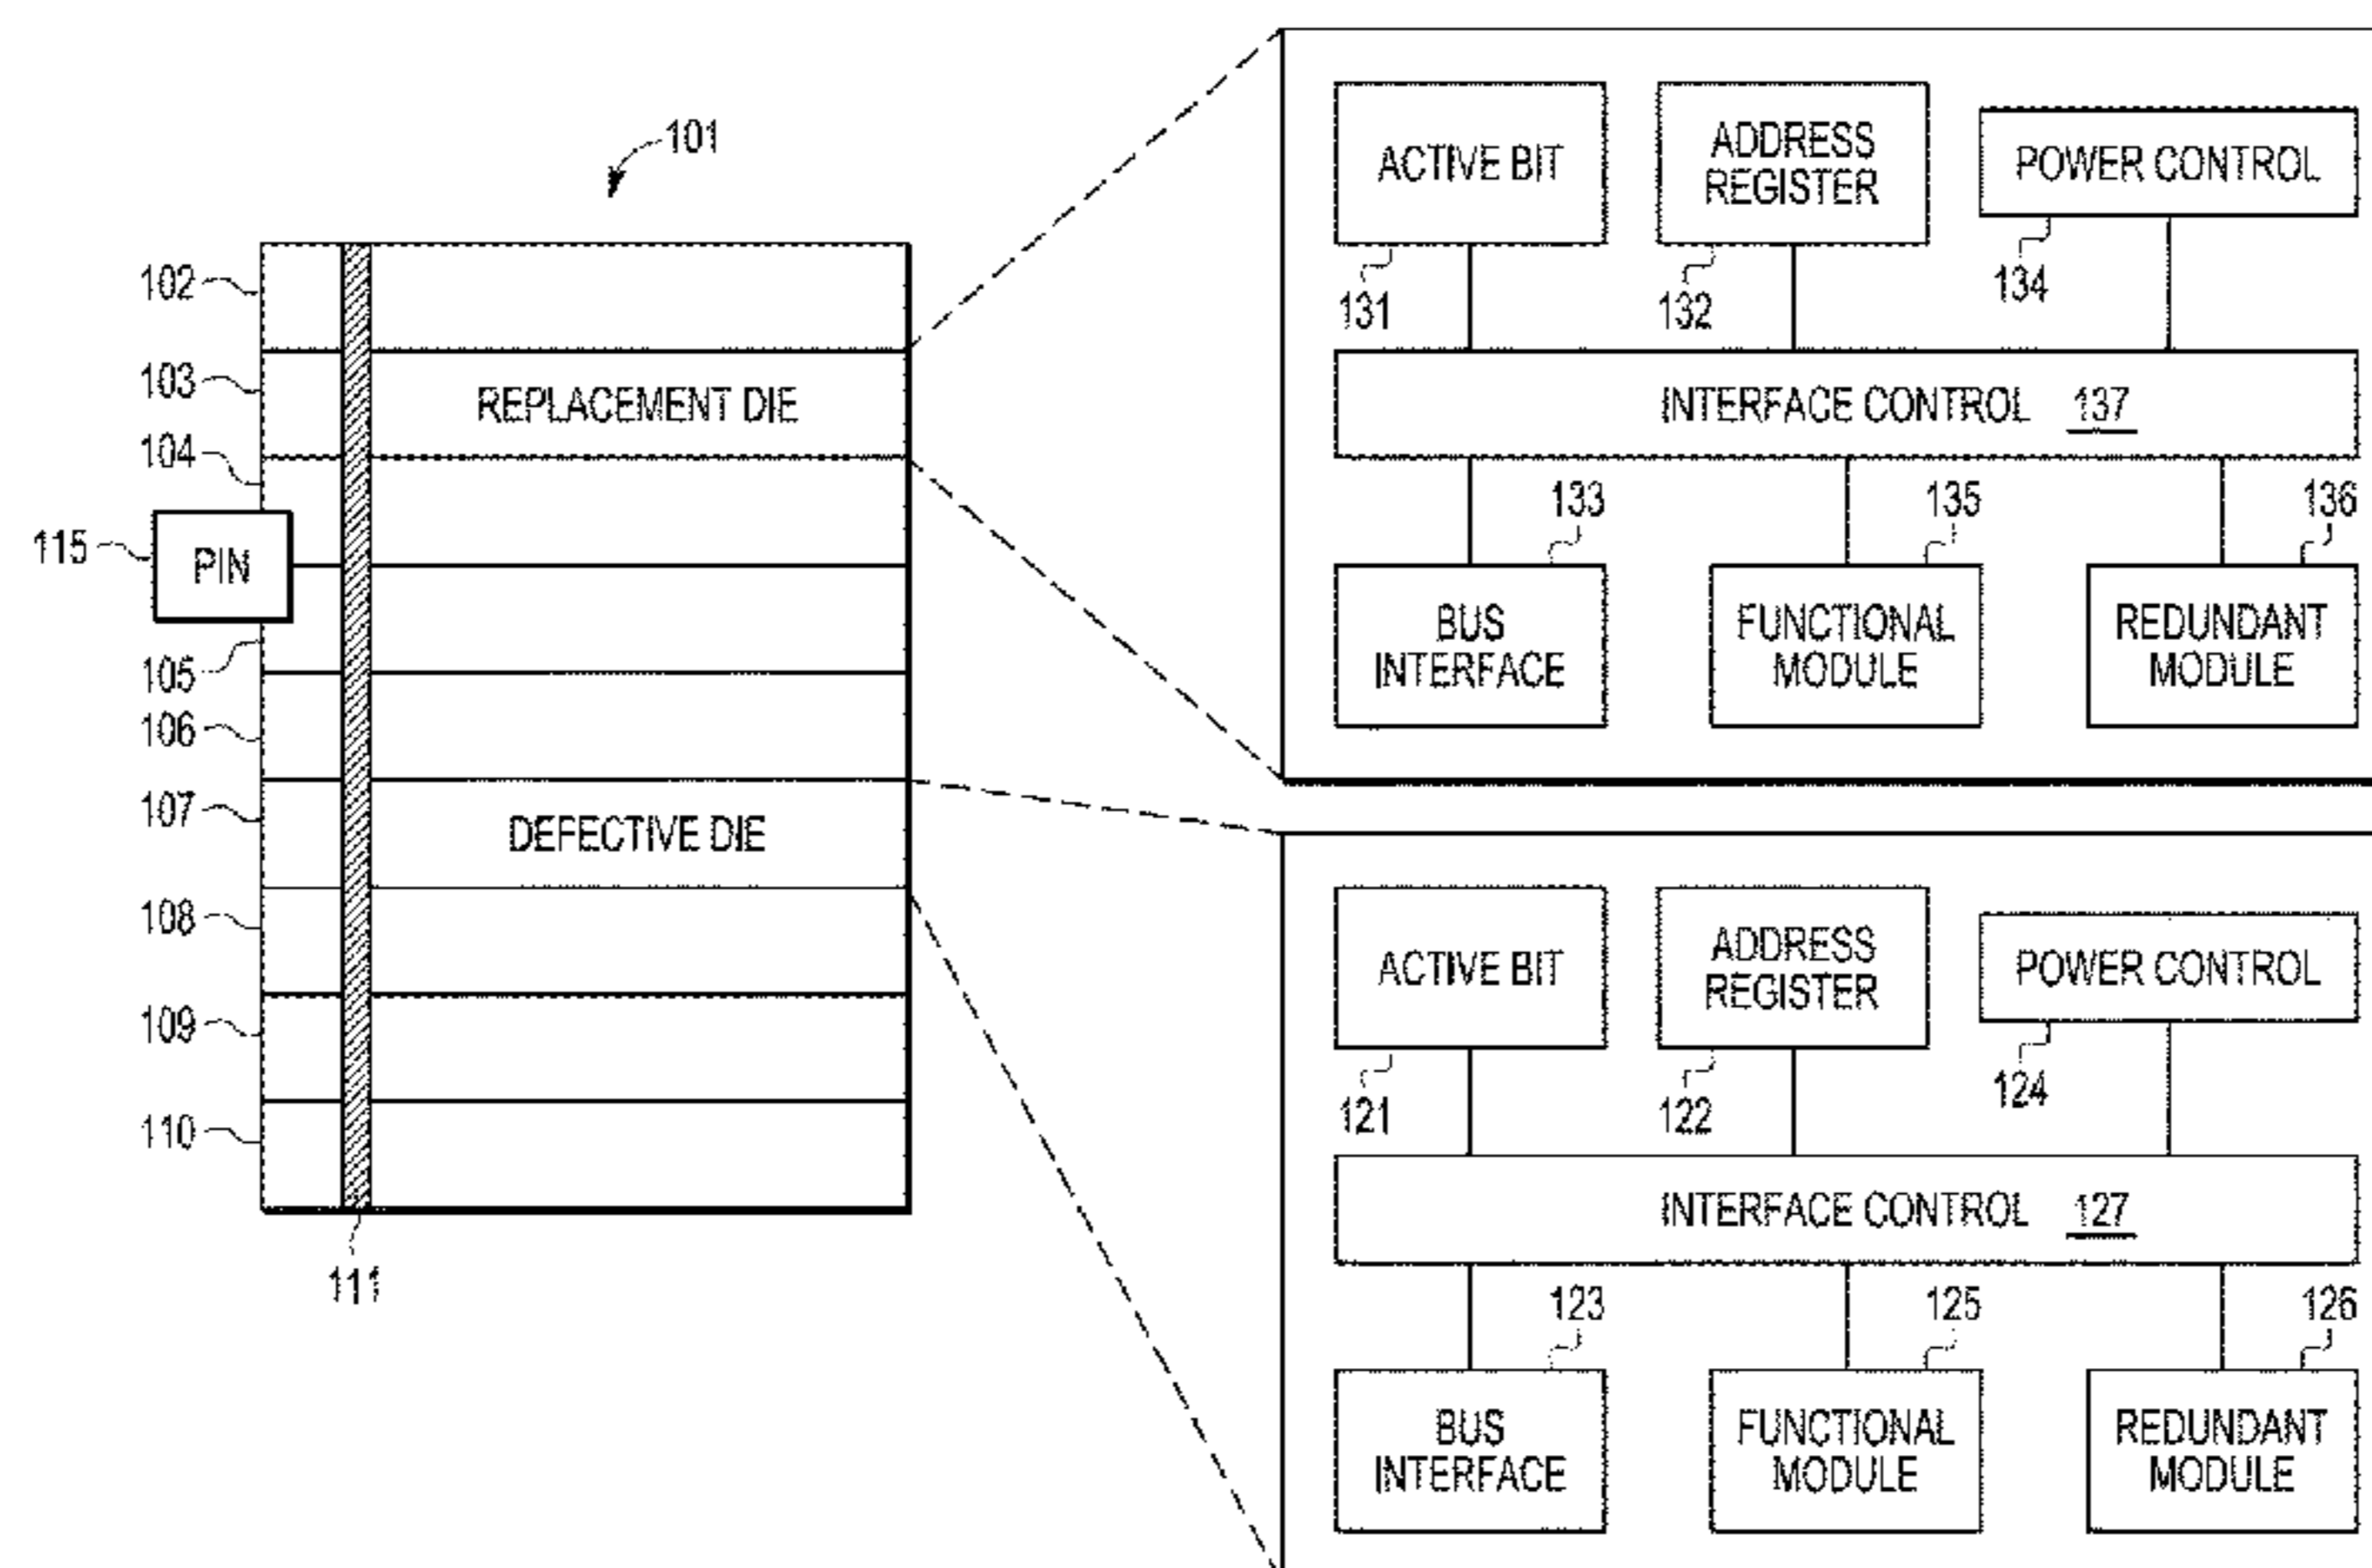 101
102
103
REPLACEMENT DIE
104
115
PIN
105
106
107
DEFECTIVE DIE
108
109
110
111
ACTIVE BIT
ADDRESS
REGISTER
POWER CONTROL
131
132
134
INTERFACE CONTROL 137
133
135
136
BUS
INTERFACE
FUNCTIONAL
MODULE
REDUNDANT
MODULE
ACTIVE BIT
ADDRESS
REGISTER
POWER CONTROL
121
122
124
INTERFACE CONTROL 127
123
125
126
BUS
INTERFACE
FUNCTIONAL
MODULE
REDUNDANT
MODULE